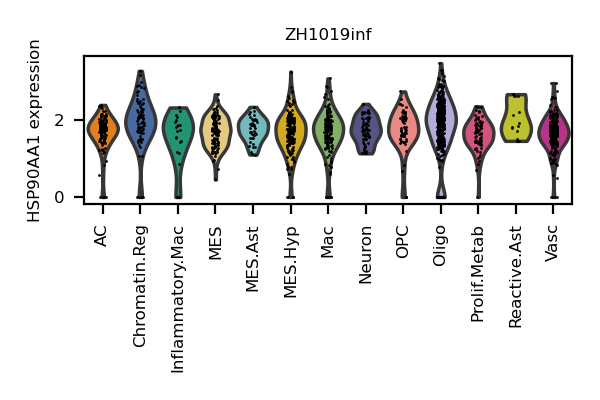 ZH1019inf
HSP90AA1 expression
2
0
AC
Chromatin.Reg
Inflammatory.Mac
MES
MES.Ast
MES.Hyp
Mac
Neuron
OPC
Oligo
Prolif.Metab
Reactive.Ast
Vasc